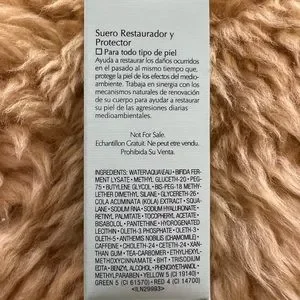 Suero Restaurador y
Protector
☐ Para todo tipo de piel
Ayuda a restaurar los daños ocurridos
en el pasado al mismo tiempo que,
protege la piel de los efectos del medio-
ambiente. Trabaja en sinergia con los
mecanismos naturales de renovación
de su cuerpo para ayudar a restaurar
su piel de las agresiones diarias
medioambientales.
Not For Sale.
Echantillon Gratuit. Ne peut etre vendu.
Prohibida Su Venta.
INGREDIENTS: WATER\AQUA\EAU • BIFIDA FER-
MENT LYSATE • METHYL GLUCETH-20 • PEG-
75 • BUTYLENE GLYCOL • BIS-PEG-18 METHYL
ETHER DIMETHYL SILANE • GLYCERETH-26 •
COLA ACUMINATA (KOLA) EXTRACT • SQUA-
LANE • SODIUM RNA • SODIUM HYALURONATE •
RETINYL PALMITATE • TOCOPHERYL ACETATE •
BISABOLOL • PANTETHINE • HYDROGENATED
LECITHIN • OLETH-3 PHOSPHATE • OLETH-3 •
OLETH-5 • ANTHEMIS NOBILIS (CHAMOMILE) •
CAFFEINE • CHOLETH-24 • CETETH-24 • XAN-
THAN GUM • TEA-CARBOMER • ETHYLHEXYL-
METHOXYCINNAMATE • BHT • TRISODIUM
EDTA • BENZYL ALCOHOL • PHENOXYETHANOL •
METHYLPARABEN • YELLOW 5 (CI 19140) •
GREEN 5 (CI 61570) • RED 4 (CI 14700)
<ILN29993>